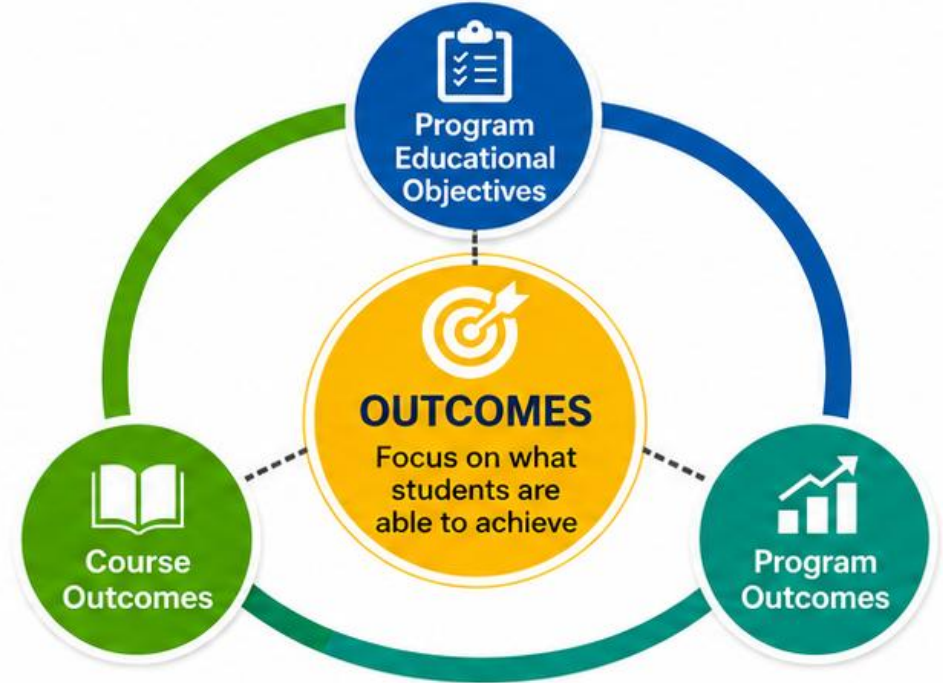 Program
Educational
Objectives
OUTCOMES
Focus on what
students are
able to achieve
Course
Outcomes
Program
Outcomes